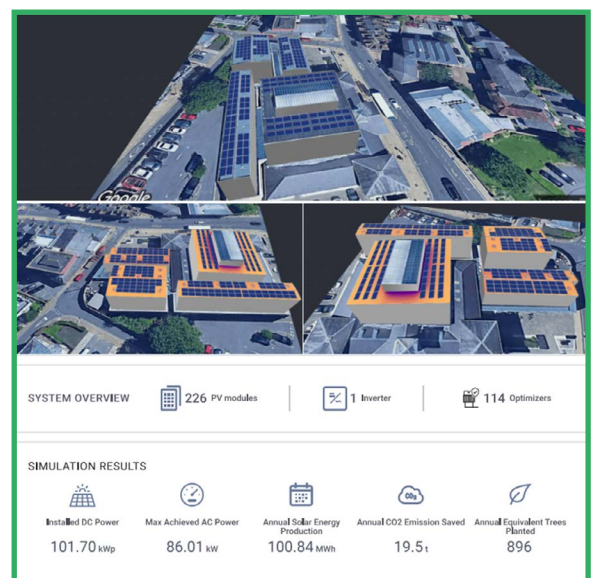 Google
SYSTEM OVERVIEW
226 PV modules
1 Inverter
114 Optimizers
SIMULATION RESULTS
Installed DC Power
101.70 kWp
Max Achieved AC Power
86.01 kW
Annual Solar Energy
Production
100.84 MWh
Annual CO2 Emission Saved
19.5 t
Annual Equivalent Trees
Planted
896